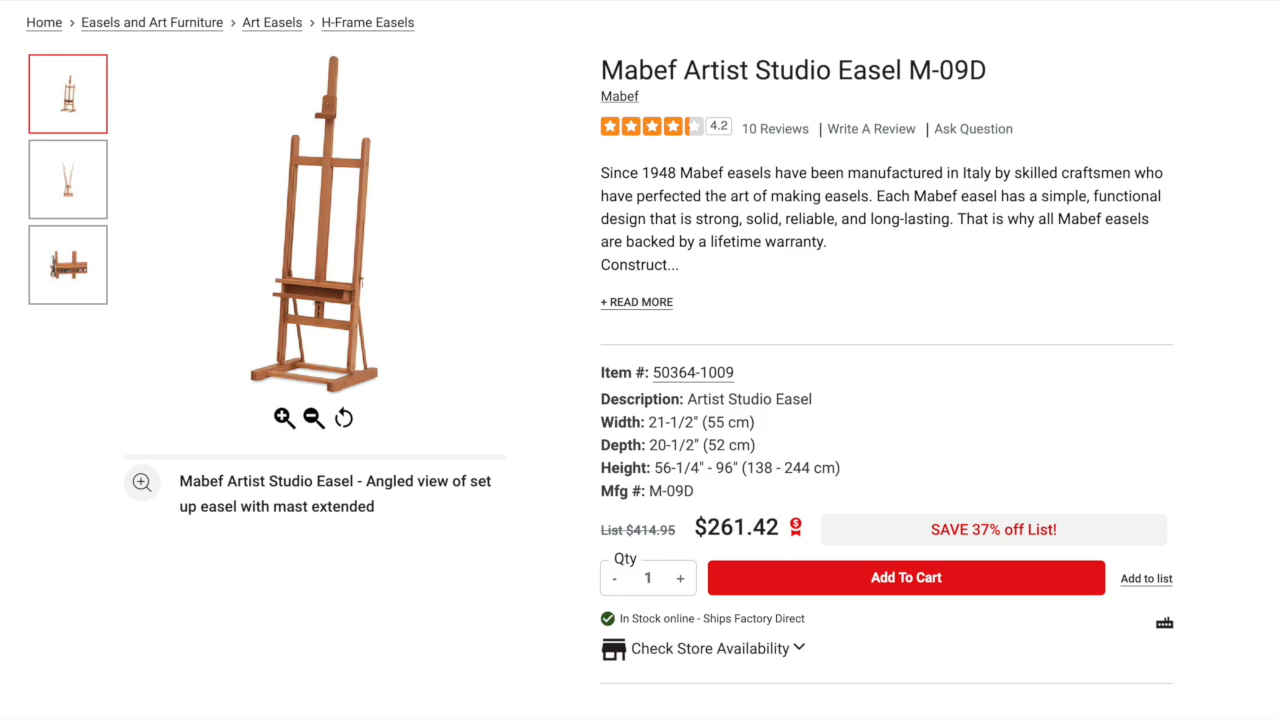 Home > Easels and Art Furniture > Art Easels > H-Frame Easels
Mabef Artist Studio Easel M-09D
Mabef
4.2 10 Reviews | Write A Review | Ask Question
Since 1948 Mabef easels have been manufactured in Italy by skilled craftsmen who
have perfected the art of making easels. Each Mabef easel has a simple, functional
design that is strong, solid, reliable, and long-lasting. That is why all Mabef easels
are backed by a lifetime warranty.
Construct...
+ READ MORE
Mabef Artist Studio Easel - Angled view of set
up easel with mast extended
Item #: 50364-1009
Description: Artist Studio Easel
Width: 21-1/2" (55 cm)
Depth: 20-1/2" (52 cm)
Height: 56-1/4" - 96" (138 - 244 cm)
Mfg #: M-09D
List $414.95 $261.42 $ SAVE 37% off List!
Qty
- 1 + Add To Cart Add to list
In Stock online - Ships Factory Direct
Check Store Availability